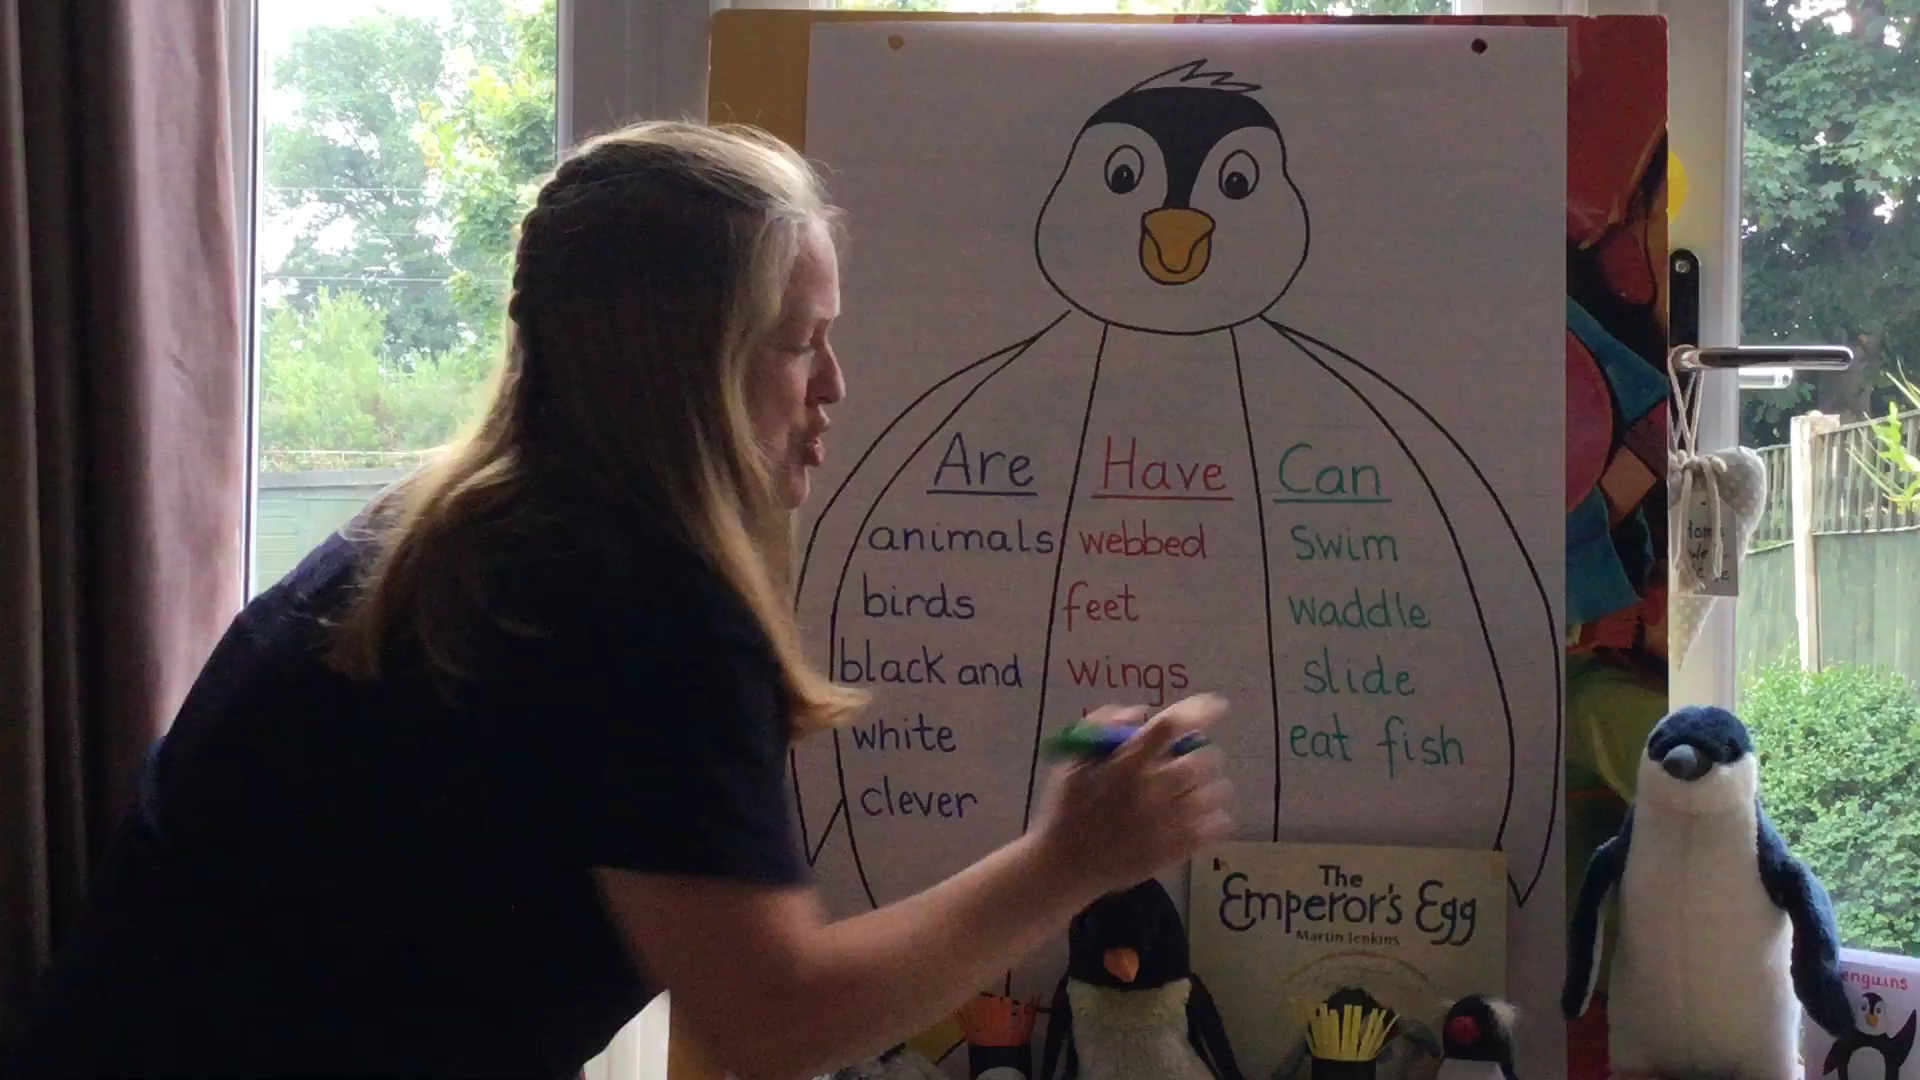 Are
animals
birds
black and
white
clever
Have
webbed
feet
wings
Can
swim
waddle
slide
eat fish
The
Emperor's Egg
Martin Jenkins
enguins